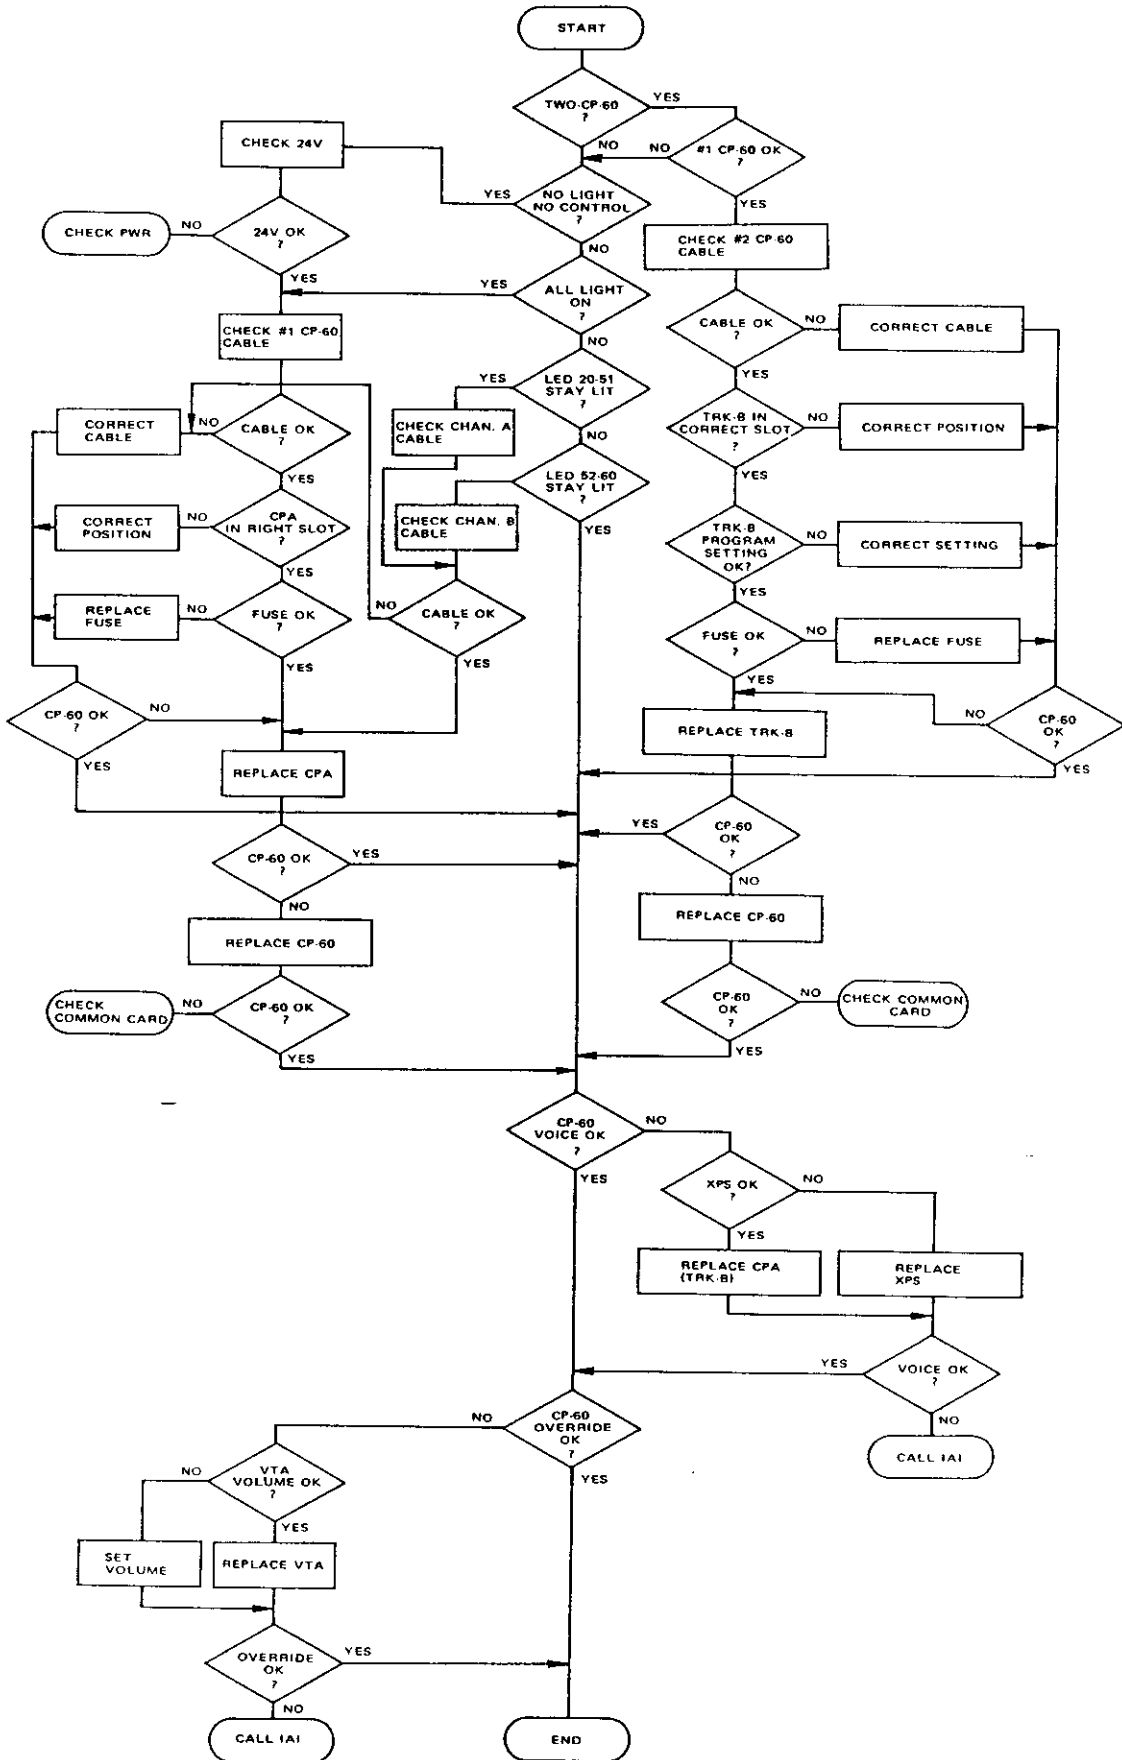 START
TWO-CP-60
?
YES
NO
#1 CP-60 OK
?
NO
YES
CHECK 24V
YES
NO LIGHT
NO CONTROL
?
NO
CHECK PWR
NO
24V OK
?
YES
CHECK #2 CP-60
CABLE
YES
ALL LIGHT
ON
?
NO
CHECK #1 CP-60
CABLE
CABLE OK
?
NO
CORRECT CABLE
YES
YES
LED 20-51
STAY LIT
?
NO
CHECK CHAN. A
CABLE
CORRECT
CABLE
NO
CABLE OK
?
YES
TRK-B IN
CORRECT SLOT
?
NO
CORRECT POSITION
YES
LED 52-60
STAY LIT
?
YES
CHECK CHAN. B
CABLE
CORRECT
POSITION
NO
CPA
IN RIGHT SLOT
?
YES
TRK-B
PROGRAM
SETTING
OK?
NO
CORRECT SETTING
YES
REPLACE
FUSE
NO
FUSE OK
?
YES
NO
CABLE OK
?
YES
FUSE OK
?
NO
REPLACE FUSE
YES
CP-60 OK
?
NO
YES
REPLACE TRK-B
NO
CP-60
OK
?
YES
REPLACE CPA
CP-60 OK
?
YES
NO
YES
CP-60
OK
?
NO
REPLACE CP-60
REPLACE CP-60
CHECK
COMMON CARD
NO
CP-60 OK
?
YES
CP-60
OK
?
NO
CHECK COMMON
CARD
YES
CP-60
VOICE OK
?
NO
YES
XPS OK
?
NO
YES
REPLACE CPA
(TRK-B)
REPLACE
XPS
YES
VOICE OK
?
NO
CALL IAI
NO
CP-60
OVERRIDE
OK
?
YES
NO
VTA
VOLUME OK
?
YES
SET
VOLUME
REPLACE VTA
OVERRIDE
OK
?
YES
NO
CALL IAI
END